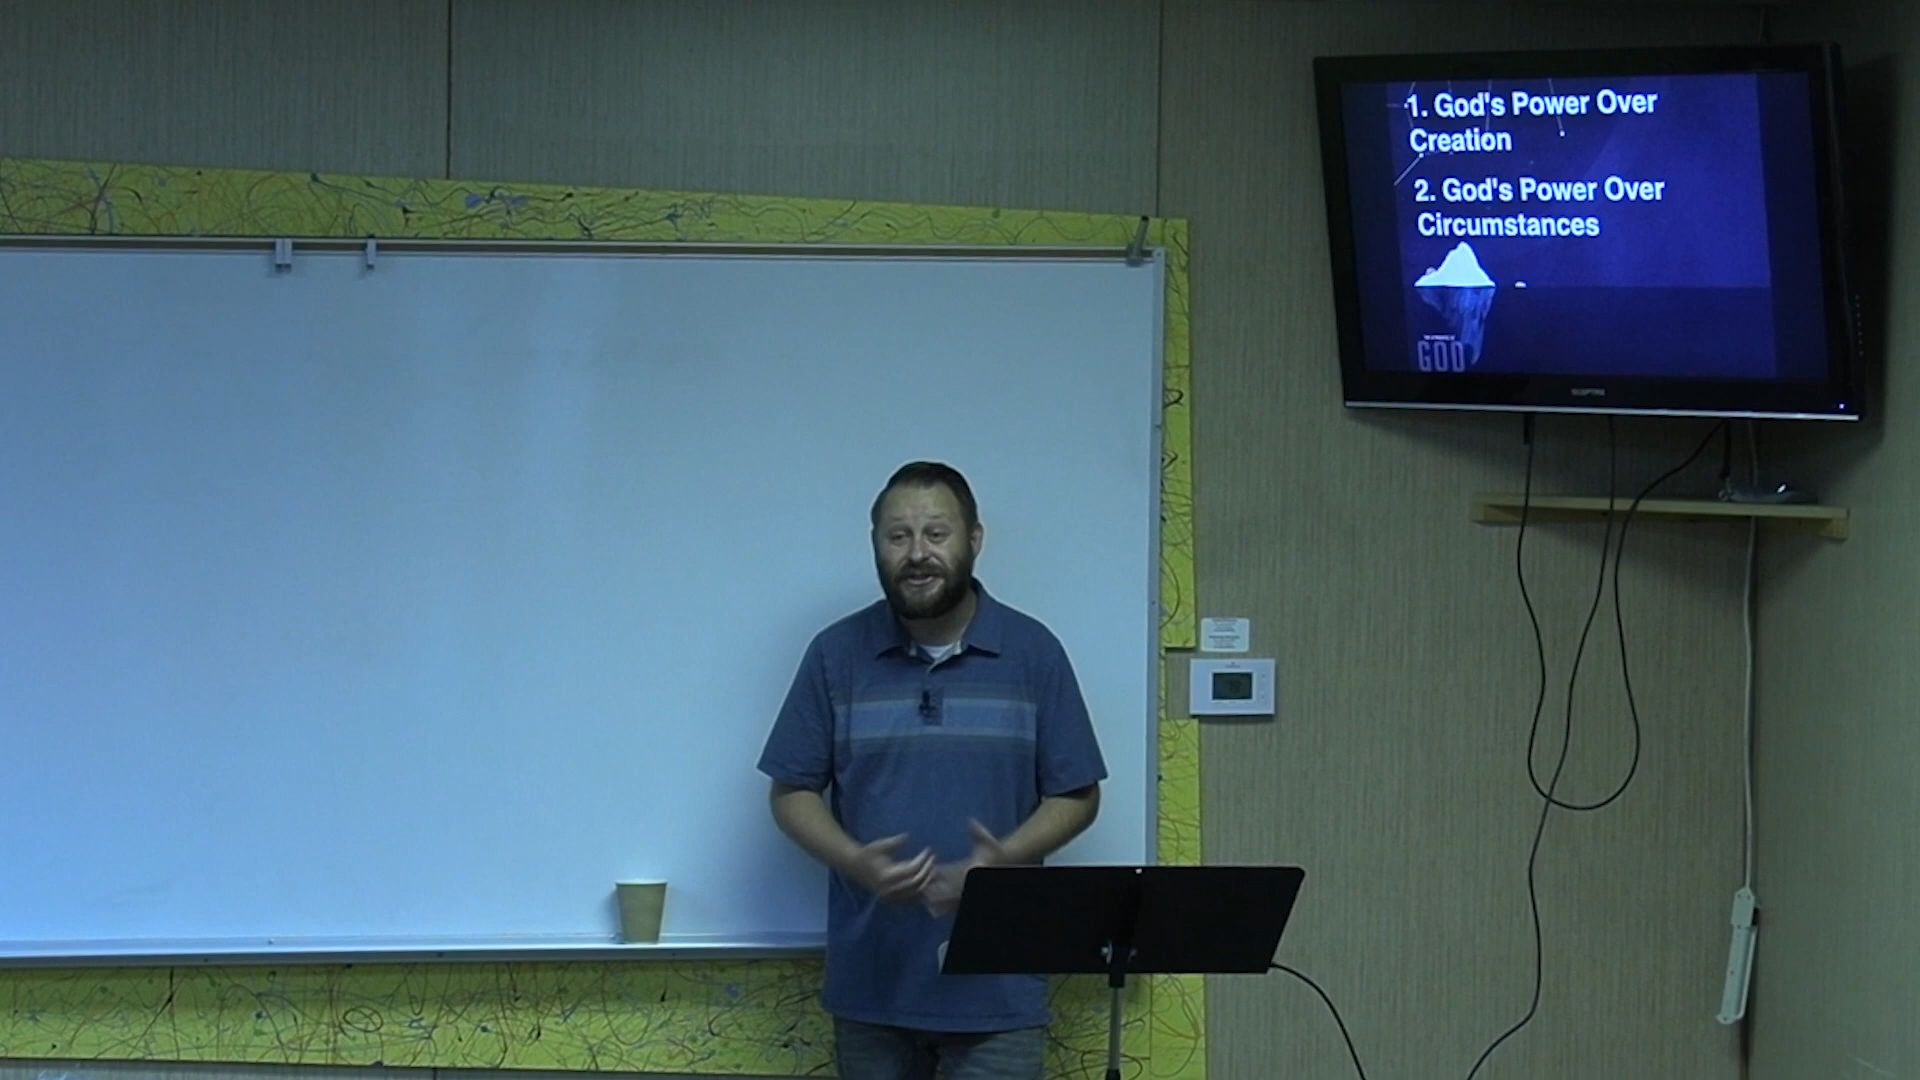 1. God's Power Over
Creation
2. God's Power Over
Circumstances
GOD